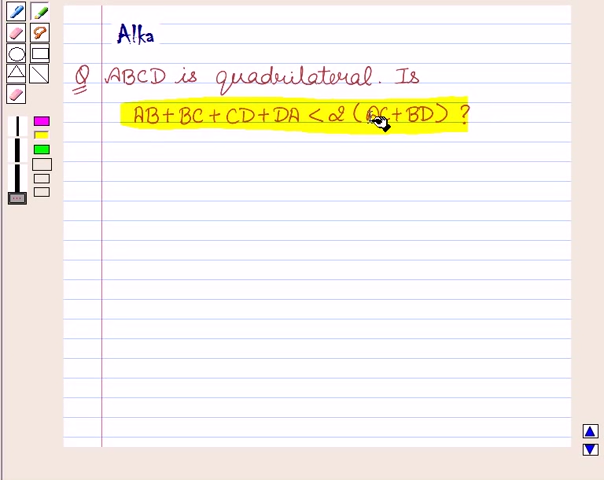 Alka
Q ABCD is quadrilateral. Is
AB+BC+CD+DA<2(AC+BD)?